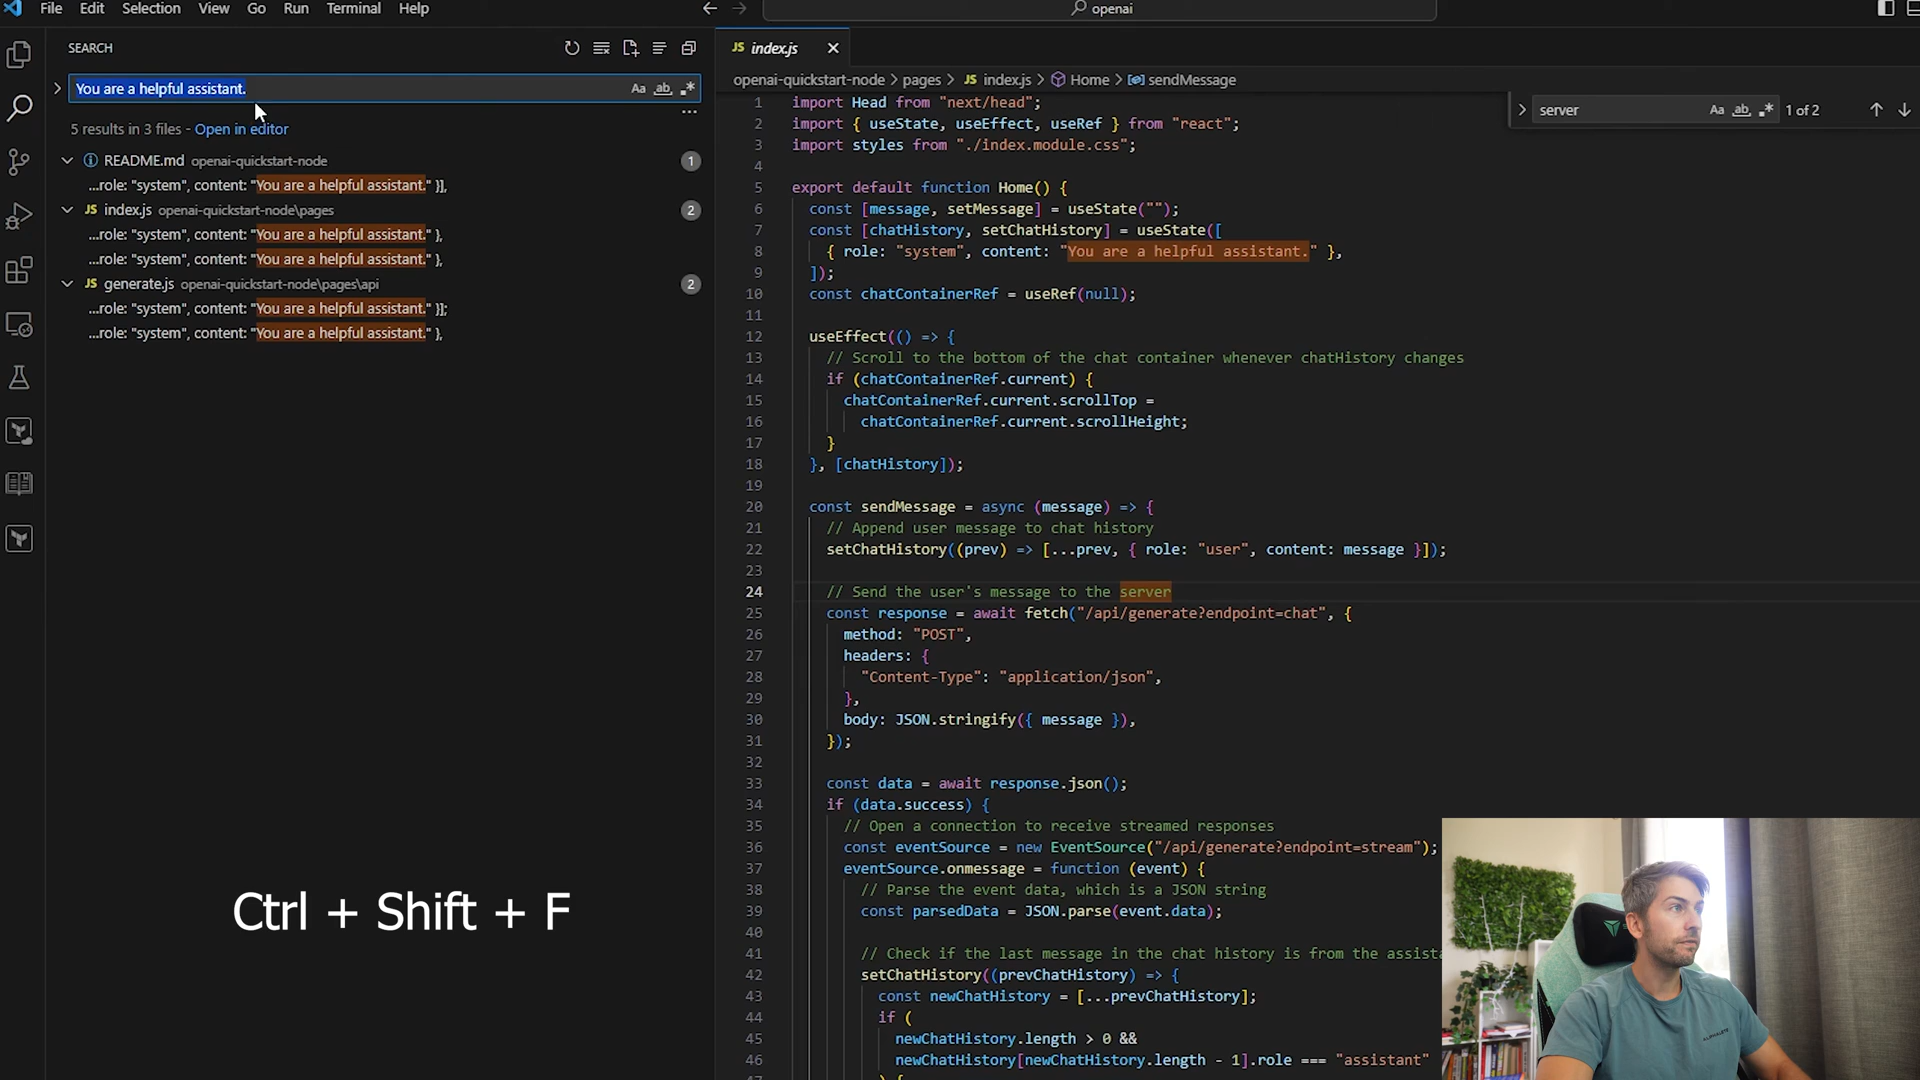 File Edit Selection View Go Run Terminal Help
openai
SEARCH
You are a helpful assistant.
Aa ab
5 results in 3 files - Open in editor
README.md openai-quickstart-node 1
...role: "system", content: "You are a helpful assistant." }],
JS index.js openai-quickstart-node\pages 2
...role: "system", content: "You are a helpful assistant." },
...role: "system", content: "You are a helpful assistant." },
JS generate.js openai-quickstart-node\pages\api 2
...role: "system", content: "You are a helpful assistant." }];
...role: "system", content: "You are a helpful assistant." },
Ctrl + Shift + F
JS index.js
openai-quickstart-node > pages > JS index.js > Home > sendMessage
server Aa ab 1 of 2
1 import Head from "next/head";
2 import { useState, useEffect, useRef } from "react";
3 import styles from "./index.module.css";
4
5 export default function Home() {
6 const [message, setMessage] = useState("");
7 const [chatHistory, setChatHistory] = useState([
8 { role: "system", content: "You are a helpful assistant." },
9 ]);
10 const chatContainerRef = useRef(null);
11
12 useEffect(() => {
13 // Scroll to the bottom of the chat container whenever chatHistory changes
14 if (chatContainerRef.current) {
15 chatContainerRef.current.scrollTop =
16 chatContainerRef.current.scrollHeight;
17 }
18 }, [chatHistory]);
19
20 const sendMessage = async (message) => {
21 // Append user message to chat history
22 setChatHistory((prev) => [...prev, { role: "user", content: message }]);
23
24 // Send the user's message to the server
25 const response = await fetch("/api/generate?endpoint=chat", {
26 method: "POST",
27 headers: {
28 "Content-Type": "application/json",
29 },
30 body: JSON.stringify({ message }),
31 });
32
33 const data = await response.json();
34 if (data.success) {
35 // Open a connection to receive streamed responses
36 const eventSource = new EventSource("/api/generate?endpoint=stream");
37 eventSource.onmessage = function (event) {
38 // Parse the event data, which is a JSON string
39 const parsedData = JSON.parse(event.data);
40
41 // Check if the last message in the chat history is from the assista
42 setChatHistory((prevChatHistory) => {
43 const newChatHistory = [...prevChatHistory];
44 if (
45 newChatHistory.length > 0 &&
46 newChatHistory[newChatHistory.length - 1].role === "assistant"